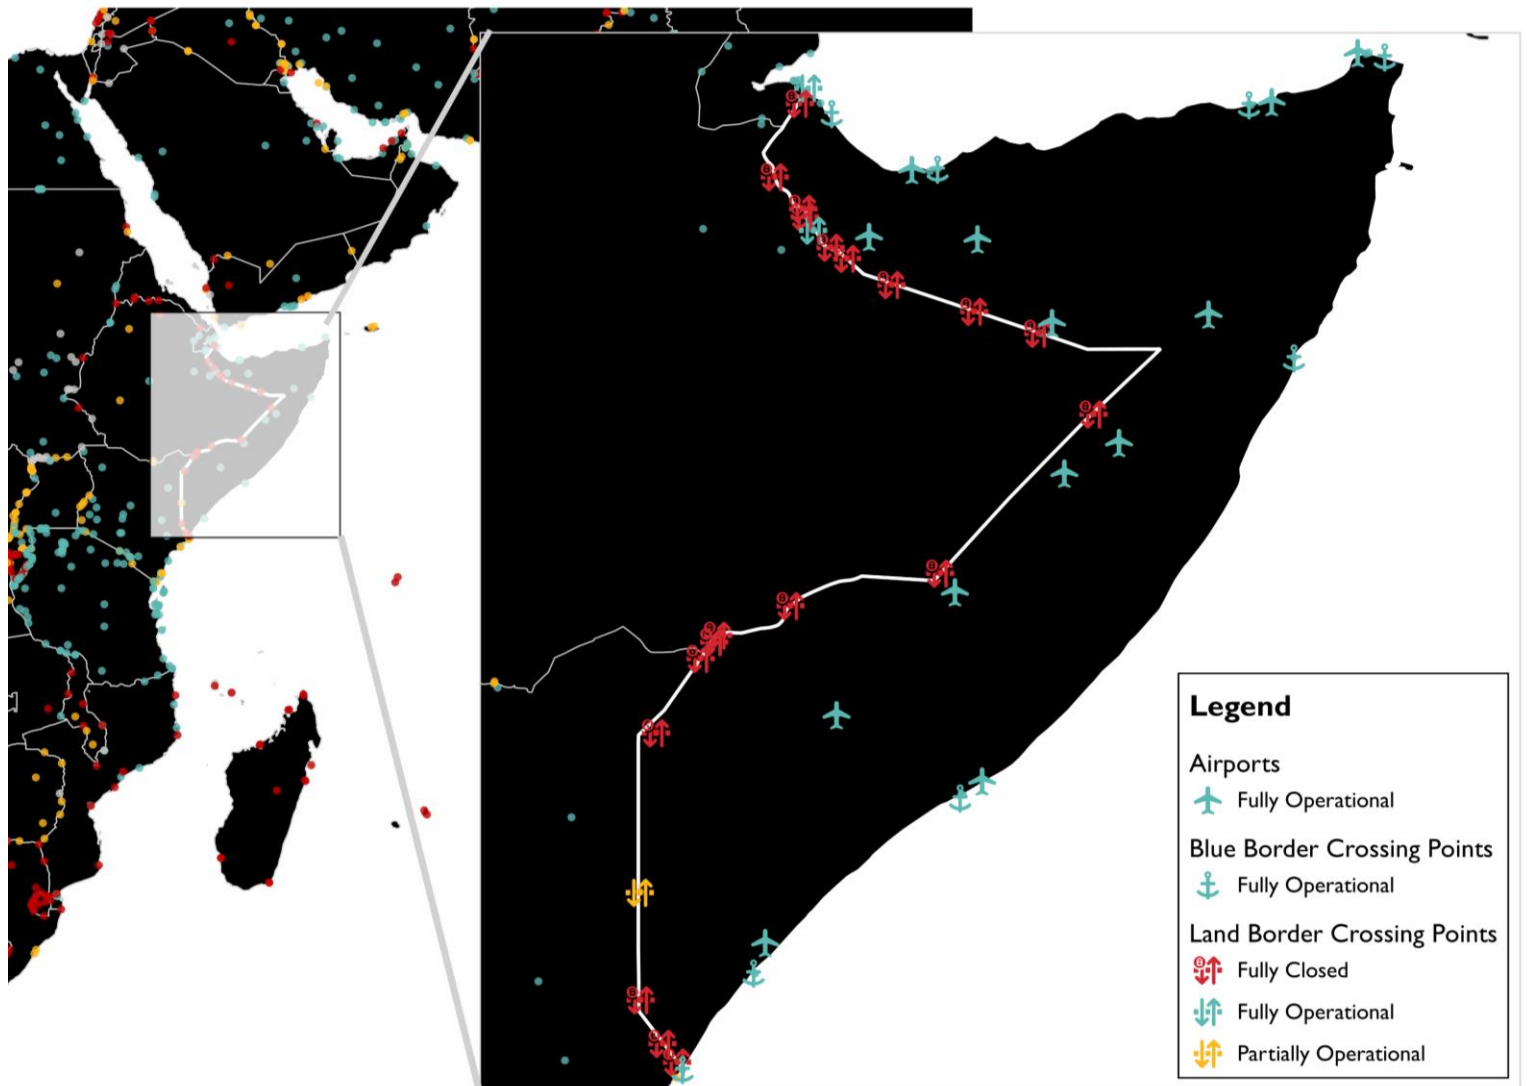 Legend
Airports
Fully Operational
Blue Border Crossing Points
Fully Operational
Land Border Crossing Points
Fully Closed
Fully Operational
Partially Operational